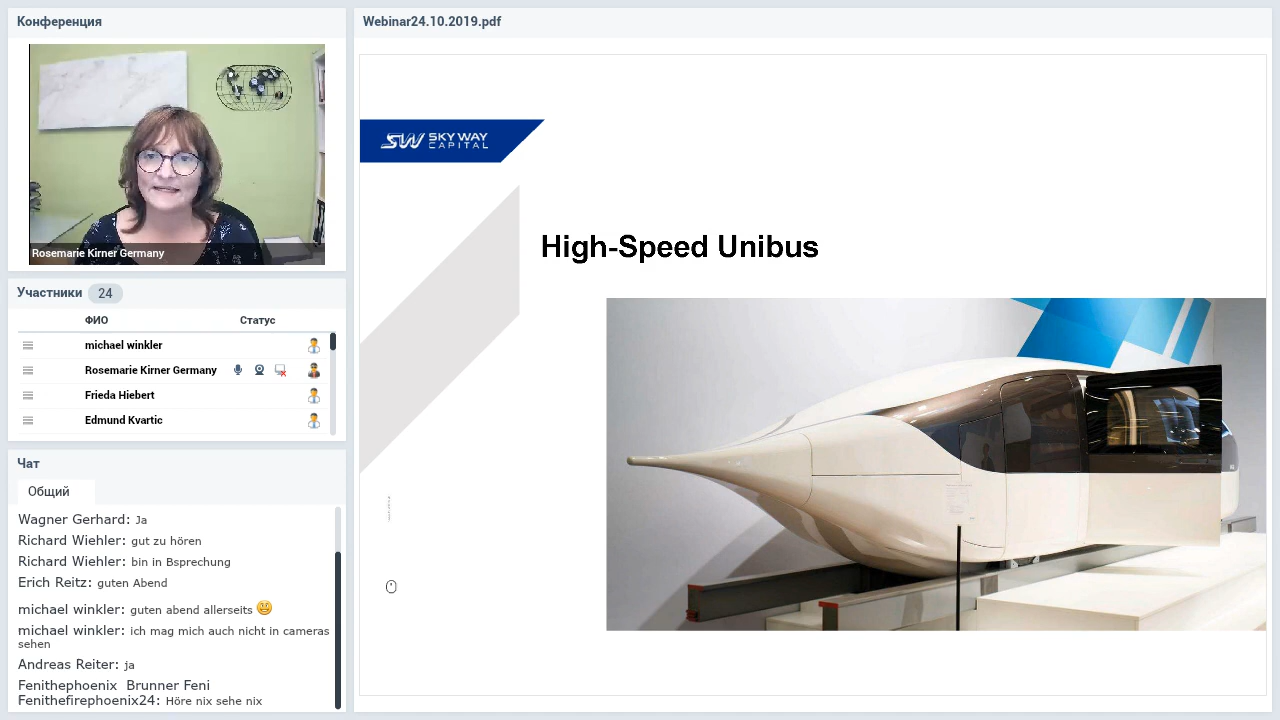 Конференция
Rosemarie Kirner Germany
Участники 24
ФИО Статус
michael winkler
Rosemarie Kirner Germany
Frieda Hiebert
Edmund Kvartic
Чат
Общий
Wagner Gerhard: Ja
Richard Wiehler: gut zu hören
Richard Wiehler: bin in Bsprechung
Erich Reitz: guten Abend
michael winkler: guten abend allerseits
michael winkler: ich mag mich auch nicht in cameras
sehen
Andreas Reiter: ja
Fenithephoenix Brunner Feni
Fenithefirephoenix24: Höre nix sehe nix
Webinar24.10.2019.pdf
SW SKYWAY
CAPITAL
High-Speed Unibus